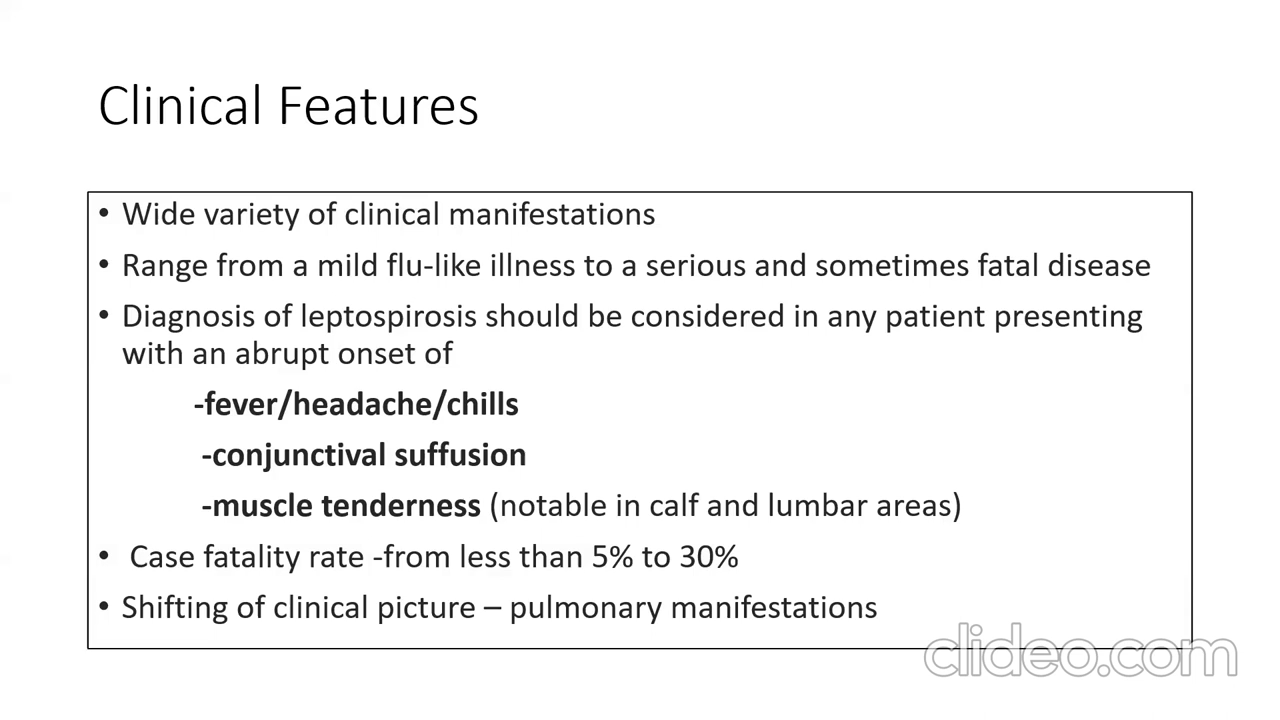 Clinical Features
• Wide variety of clinical manifestations
• Range from a mild flu-like illness to a serious and sometimes fatal disease
• Diagnosis of leptospirosis should be considered in any patient presenting
with an abrupt onset of
-fever/headache/chills
-conjunctival suffusion
-muscle tenderness (notable in calf and lumbar areas)
• Case fatality rate -from less than 5% to 30%
• Shifting of clinical picture – pulmonary manifestations
clideo.com